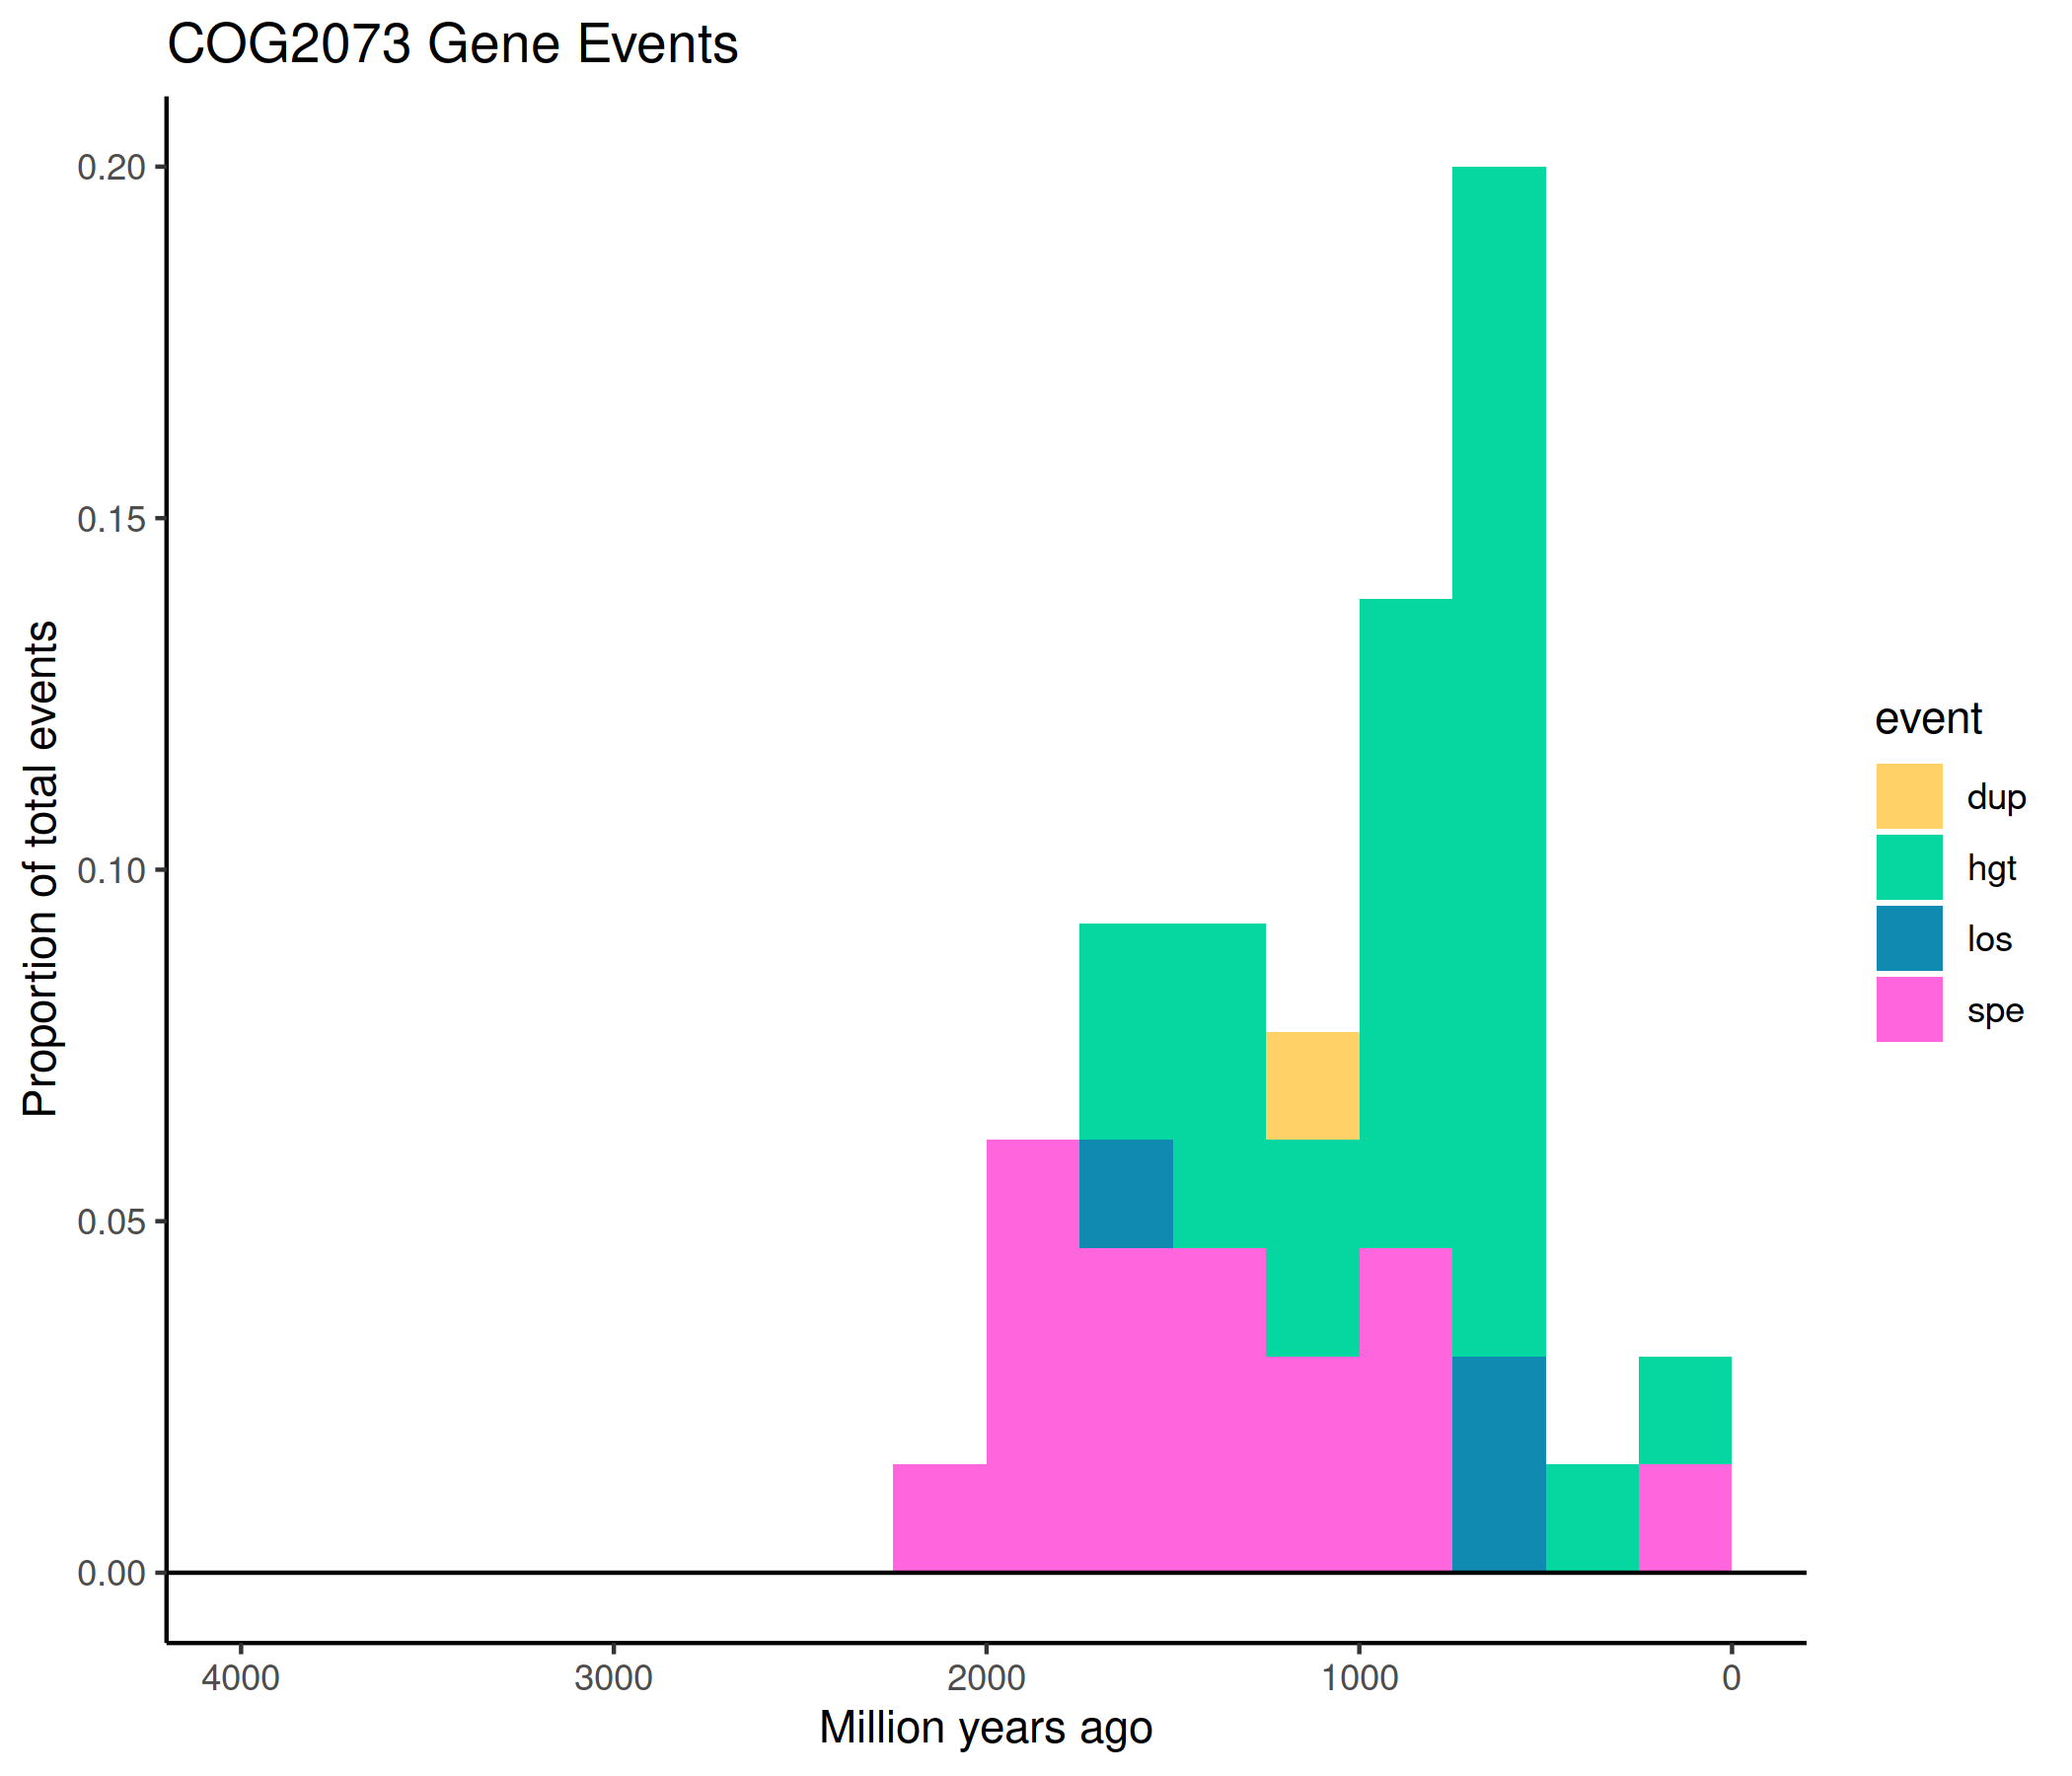 COG2073 Gene Events
Proportion of total events
0.20
0.15
0.10
0.05
0.00
4000 3000 2000 1000 0
Million years ago
event
dup
hgt
los
spe